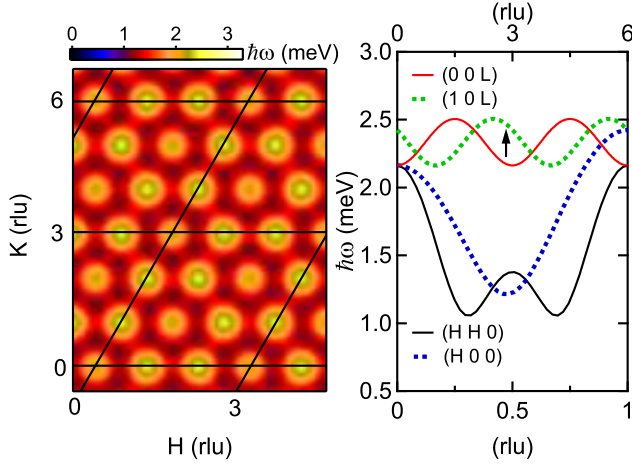 0 1 2 3
ħω (meV)
6
3
0
K (rlu)
0 3
H (rlu)
(rlu)
0 3 6
3.0
2.5
2.0
1.5
1.0
0.5
ħω (meV)
(0 0 L)
(1 0 L)
(H H 0)
(H 0 0)
0 0.5 1
(rlu)